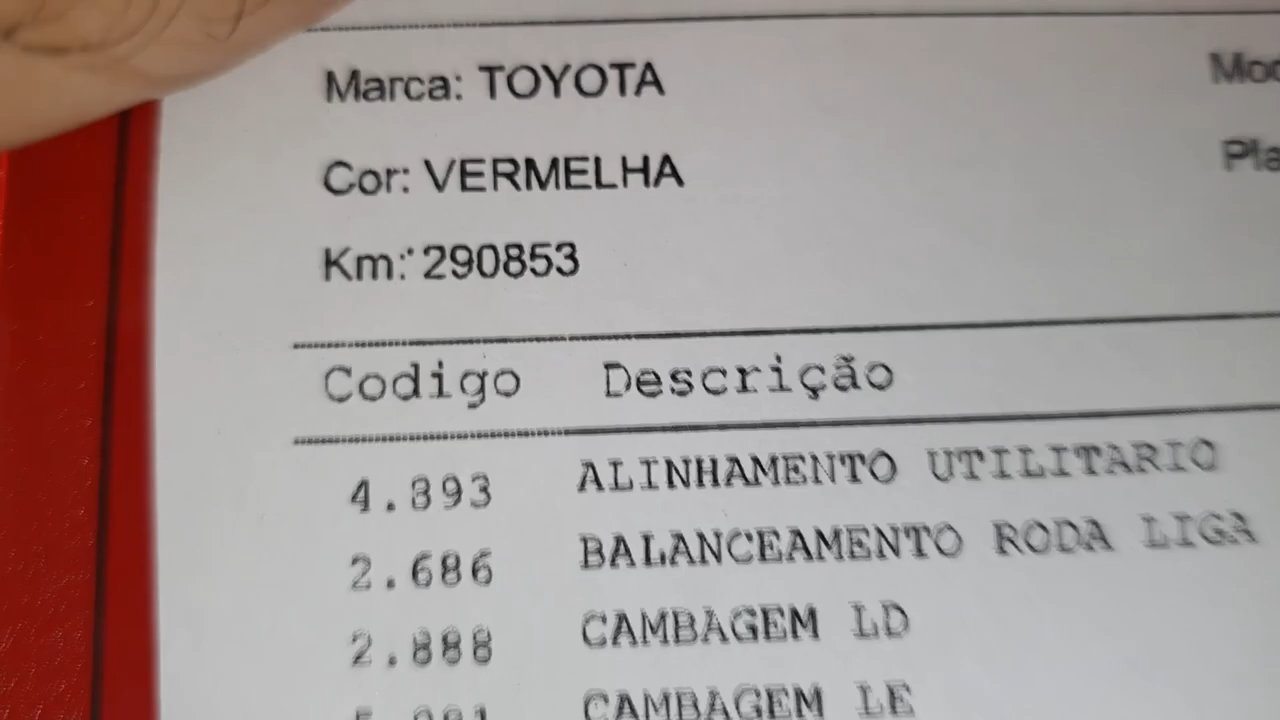 Marca: TOYOTA
Cor: VERMELHA
Km: 290853
Codigo Descrição
4.893 ALINHAMENTO UTILITARIO
2.686 BALANCEAMENTO RODA LIGA
2.888 CAMBAGEM LD
CAMBAGEM LE